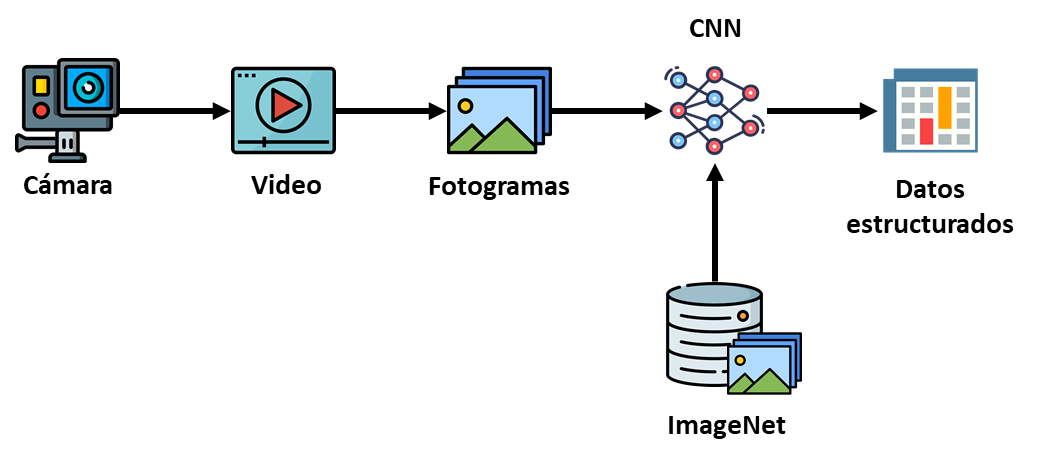 CNN
Cámara
Video
Fotogramas
Datos
estructurados
ImageNet